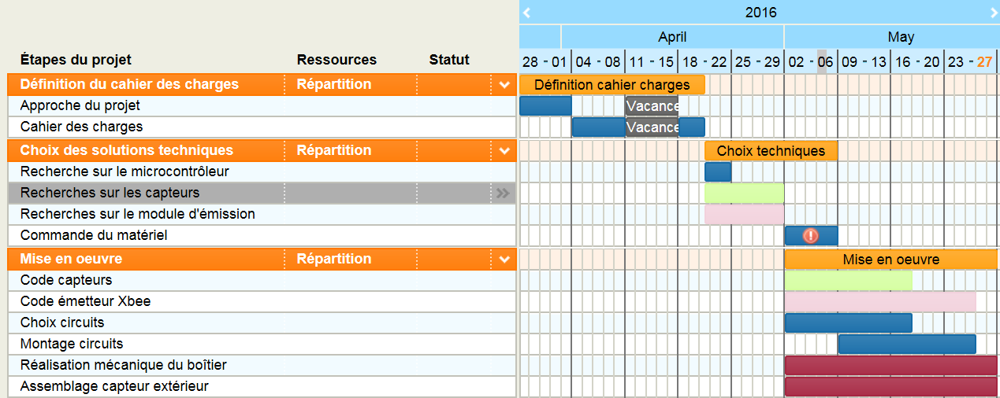 2016
April May
Étapes du projet Ressources Statut 28 - 01 04 - 08 11 - 15 18 - 22 25 - 29 02 - 06 09 - 13 16 - 20 23 - 27
Définition du cahier des charges Répartition Définition cahier charges
Approche du projet Vacance
Cahier des charges Vacance
Choix des solutions techniques Répartition Choix techniques
Recherche sur le microcontrôleur
Recherches sur les capteurs
Recherches sur le module d'émission
Commande du matériel
Mise en oeuvre Répartition Mise en oeuvre
Code capteurs
Code émetteur Xbee
Choix circuits
Montage circuits
Réalisation mécanique du boîtier
Assemblage capteur extérieur